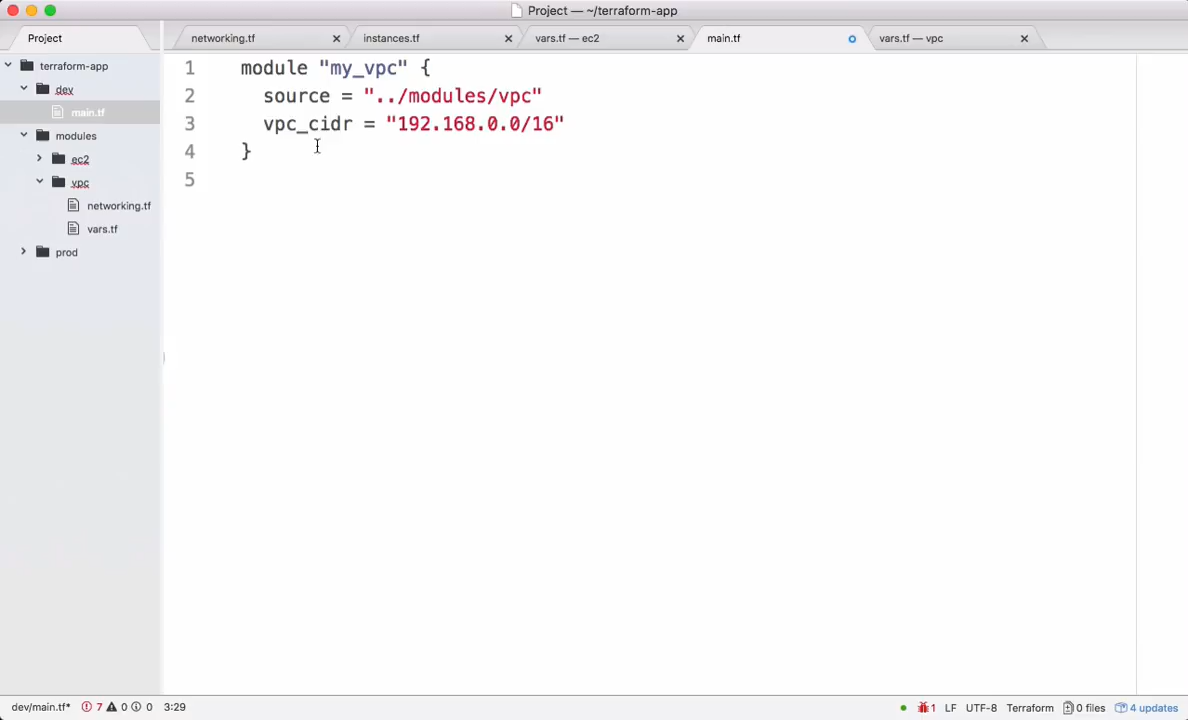 Project — ~/terraform-app
Project
networking.tf
instances.tf
vars.tf — ec2
main.tf
vars.tf — vpc
terraform-app
dev
main.tf
modules
ec2
vpc
networking.tf
vars.tf
prod
1 module "my_vpc" {
2 source = "../modules/vpc"
3 vpc_cidr = "192.168.0.0/16"
4 }
5
dev/main.tf* 7 0 0 3:29
1 LF UTF-8 Terraform 0 files 4 updates